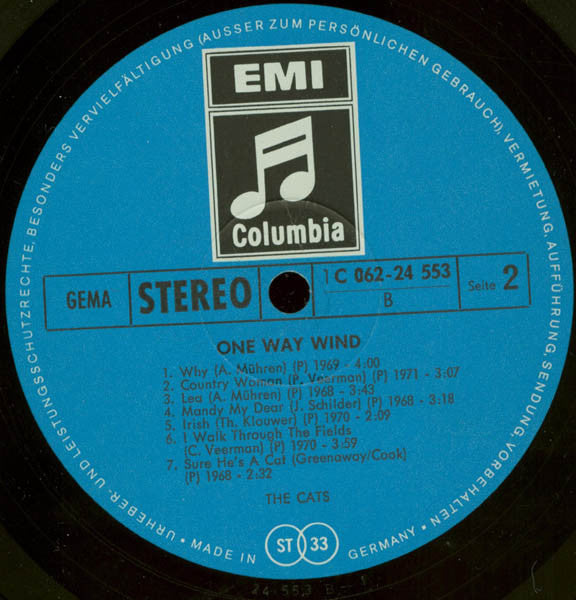 URHEBER- UND LEISTUNGSSCHUTZRECHTE, BESONDERS VERVIELFÄLTIGUNG (AUSSER ZUM PERSÖNLICHEN GEBRAUCH), VERMIETUNG, AUFFÜHRUNG, SENDUNG VORBEHALTEN • MADE IN GERMANY •
EMI
Columbia
GEMA
STEREO
1 C 062-24 553
B
Seite 2
ONE WAY WIND
1. Why (A. Mühren) (P) 1969 - 4:00
2. Country Woman (P. Veerman) (P) 1971 - 3:07
3. Lea (A. Mühren) (P) 1968 - 3:43
4. Mandy My Dear (J. Schilder) (P) 1968 - 3:18
5. Irish (Th. Klouwer) (P) 1970 - 2:09
6. I Walk Through The Fields
(C. Veerman) (P) 1970 - 3:59
7. Sure He's A Cat (Greenaway/Cook)
(P) 1968 - 2:32
THE CATS
ST 33
24 553 B